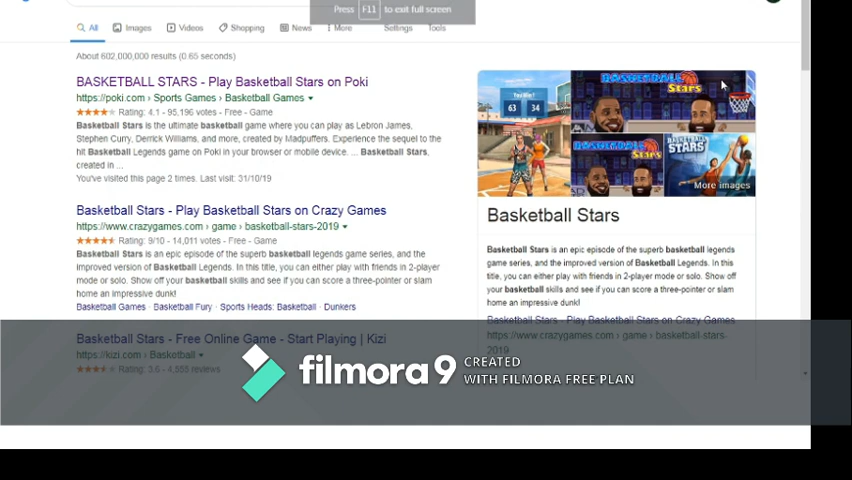 Press F11 to exit full screen
All Images Videos Shopping News More Settings Tools
About 602,000,000 results (0.65 seconds)
BASKETBALL STARS - Play Basketball Stars on Poki
https://poki.com › Sports Games › Basketball Games
Rating: 4.1 - 95,196 votes - Free - Game
Basketball Stars is the ultimate basketball game where you can play as Lebron James,
Stephen Curry, Derrick Williams, and more, created by Madpuffers. Experience the sequel to the
hit Basketball Legends game on Poki in your browser or mobile device. ... Basketball Stars,
created in ...
You've visited this page 2 times. Last visit: 31/10/19
Basketball Stars - Play Basketball Stars on Crazy Games
https://www.crazygames.com › game › basketball-stars-2019
Rating: 9/10 - 14,011 votes - Free - Game
Basketball Stars is an epic episode of the superb basketball legends game series, and the
improved version of Basketball Legends. In this title, you can either play with friends in 2-player
mode or solo. Show off your basketball skills and see if you can score a three-pointer or slam
home an impressive dunk!
Basketball Games · Basketball Fury · Sports Heads: Basketball · Dunkers
Basketball Stars - Free Online Game - Start Playing | Kizi
https://kizi.com › Basketball
Rating: 3.6 - 4,555 reviews
63 34
BASKETBALL
Stars
BASKETBALL
Stars
BASKETBALL
STARS
More images
Basketball Stars
Basketball Stars is an epic episode of the superb basketball legends
game series, and the improved version of Basketball Legends. In this
title, you can either play with friends in 2-player mode or solo. Show off
your basketball skills and see if you can score a three-pointer or slam
home an impressive dunk!
Basketball Stars - Play Basketball Stars on Crazy Games
https://www.crazygames.com › game › basketball-stars-
2019
filmora 9
CREATED
WITH FILMORA FREE PLAN